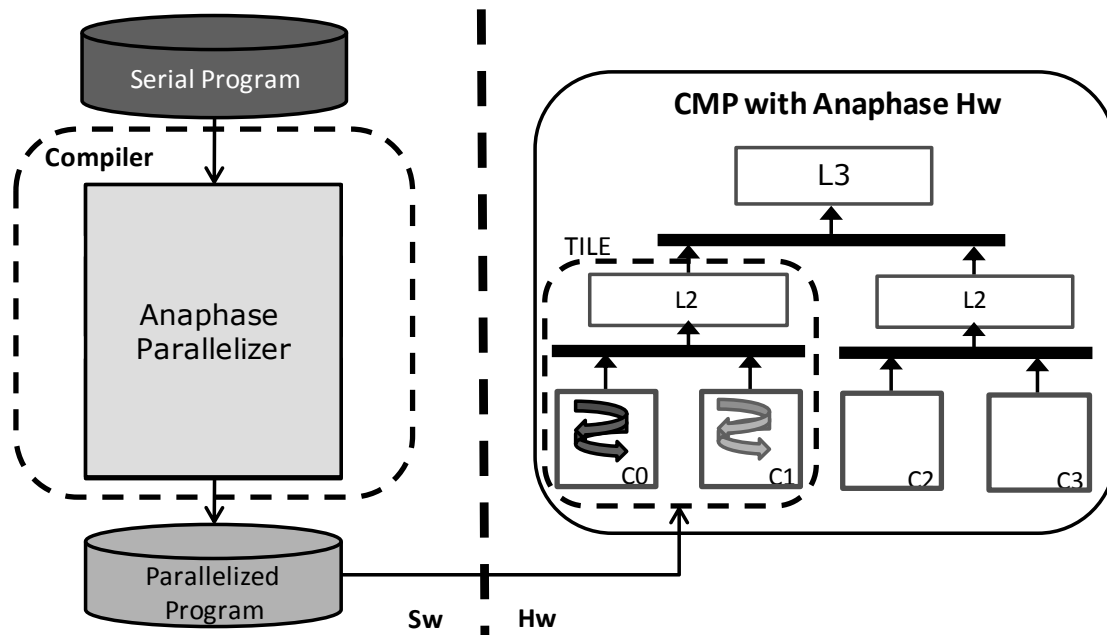 Serial Program
Compiler
Anaphase
Parallelizer
Parallelized
Program
Sw
Hw
CMP with Anaphase Hw
L3
TILE
L2
L2
C0
C1
C2
C3